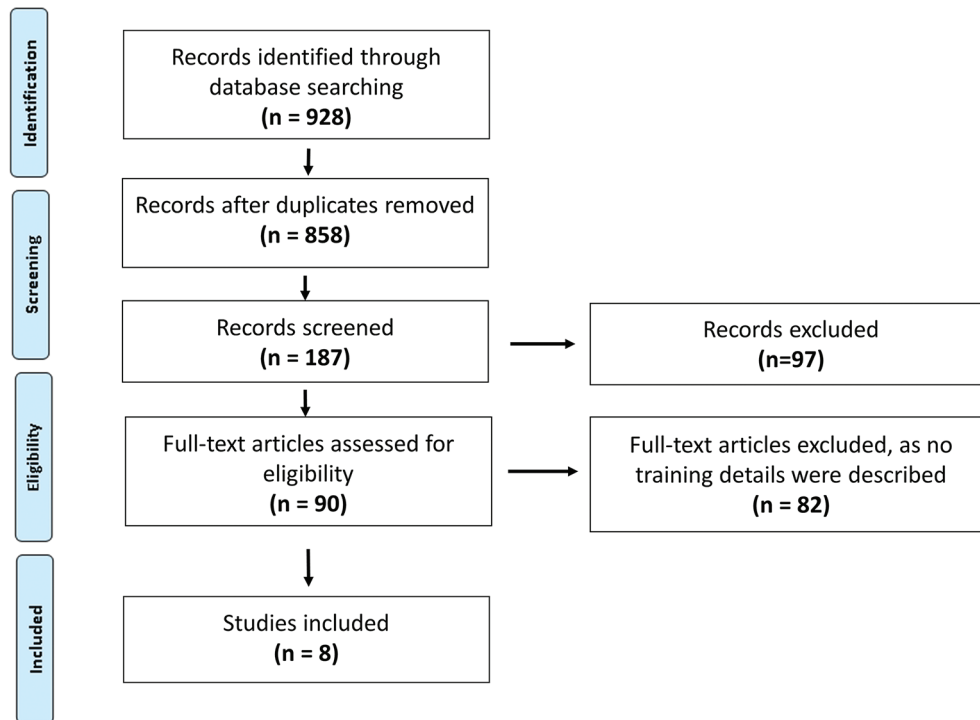 Identification
Records identified through
database searching
(n = 928)
Screening
Records after duplicates removed
(n = 858)
Records screened
(n = 187)
Records excluded
(n=97)
Eligibility
Full-text articles assessed for
eligibility
(n = 90)
Full-text articles excluded, as no
training details were described
(n = 82)
Included
Studies included
(n = 8)